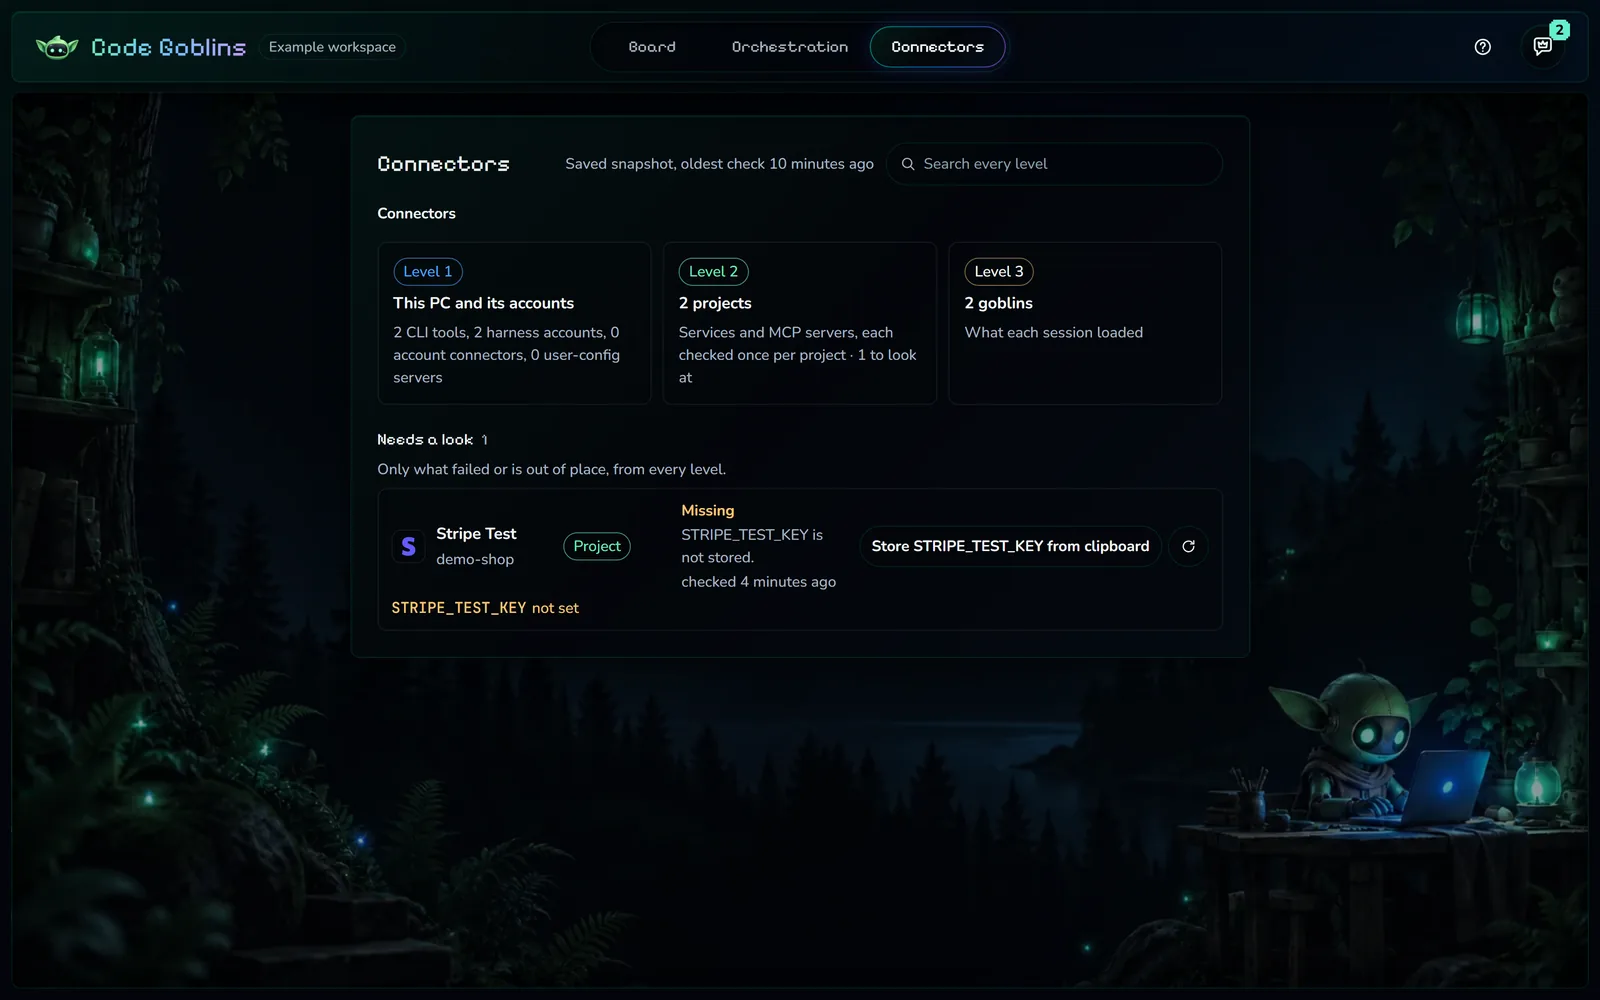 Code Goblins
Example workspace
Board
Orchestration
Connectors
2
Connectors
Saved snapshot, oldest check 10 minutes ago
Search every level
Connectors
Level 1
This PC and its accounts
2 CLI tools, 2 harness accounts, 0
account connectors, 0 user-config
servers
Level 2
2 projects
Services and MCP servers, each
checked once per project · 1 to look
at
Level 3
2 goblins
What each session loaded
Needs a look 1
Only what failed or is out of place, from every level.
S
Stripe Test
demo-shop
Project
Missing
STRIPE_TEST_KEY is
not stored.
checked 4 minutes ago
Store STRIPE_TEST_KEY from clipboard
STRIPE_TEST_KEY not set